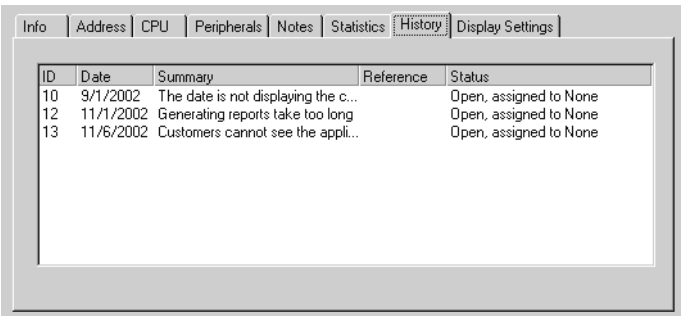 Info Address CPU Peripherals Notes Statistics History Display Settings
ID Date Summary Reference Status
10 9/1/2002 The date is not displaying the c... Open, assigned to None
12 11/1/2002 Generating reports take too long Open, assigned to None
13 11/6/2002 Customers cannot see the appli... Open, assigned to None